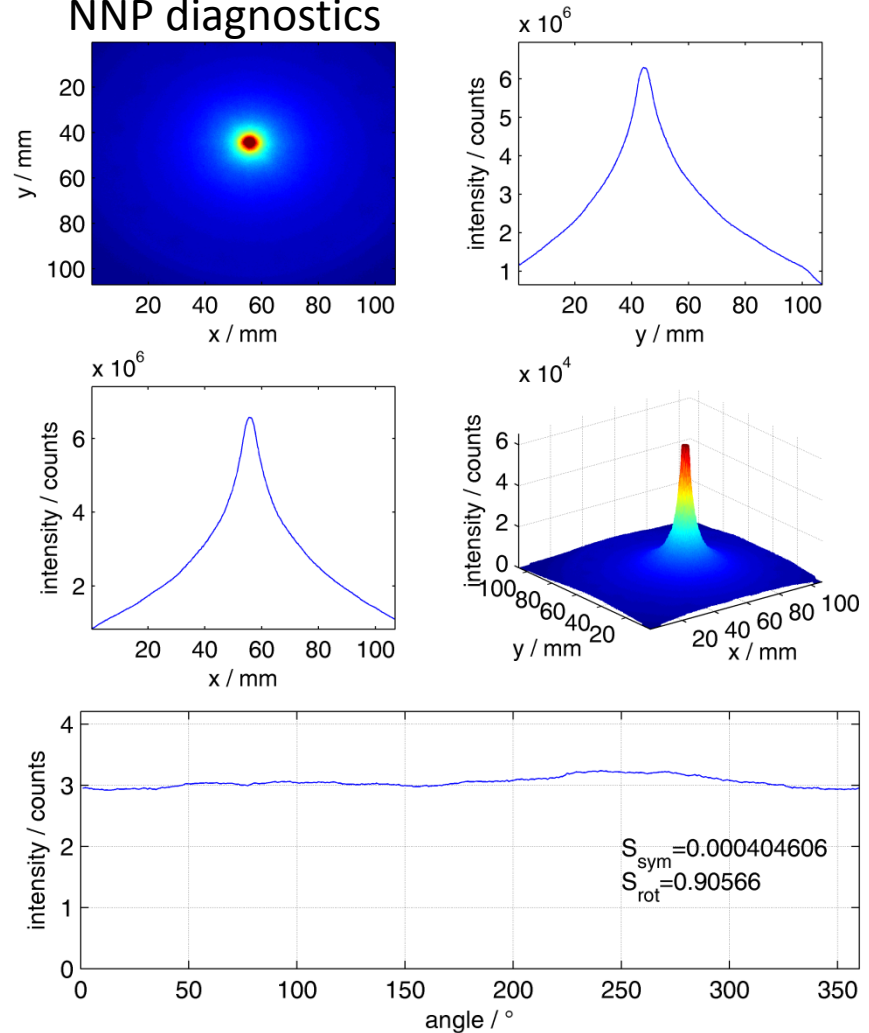 NNP diagnostics
20
40
60
80
100
y / mm
20 40 60 80 100
x / mm
x 10^6
6
5
4
3
2
1
intensity / counts
20 40 60 80 100
y / mm
x 10^6
6
4
2
intensity / counts
20 40 60 80 100
x / mm
x 10^4
6
4
2
0
intensity / counts
100 80 60 40 20
y / mm
20 40 60 80 100
x / mm
4
3
2
1
0
intensity / counts
S_sym=0.000404606
S_rot=0.90566
0 50 100 150 200 250 300 350
angle / °